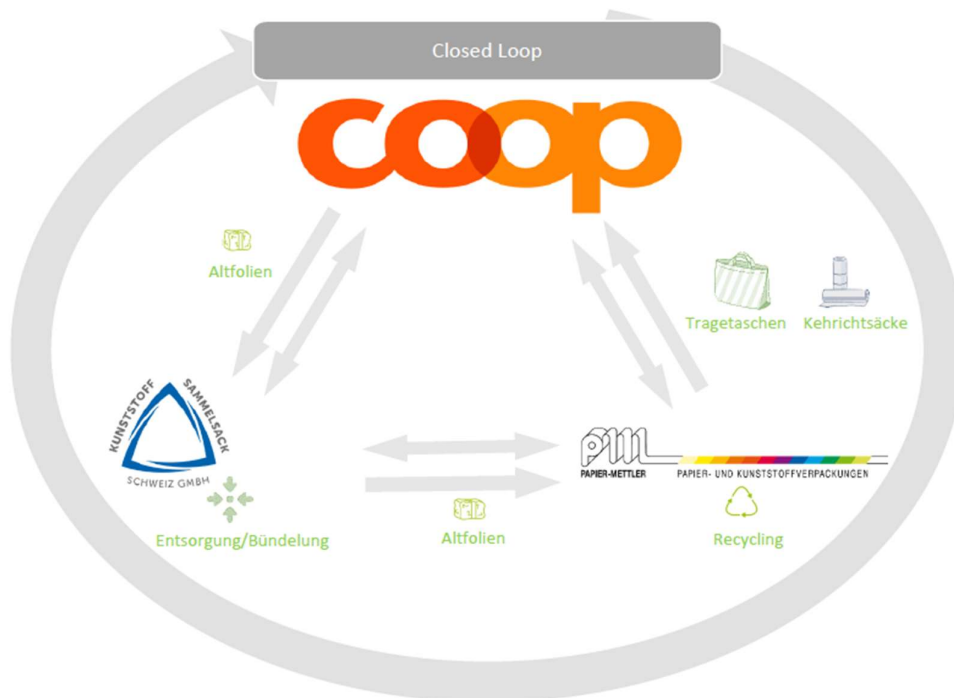 Closed Loop
coop
Altfolien
Tragetaschen
Kehrichtsäcke
KUNSTSTOFF
SAMMELSACK
SCHWEIZ GMBH
PAPIER-METTLER
PAPIER- UND KUNSTSTOFFVERPACKUNGEN
Entsorgung/Bündelung
Altfolien
Recycling